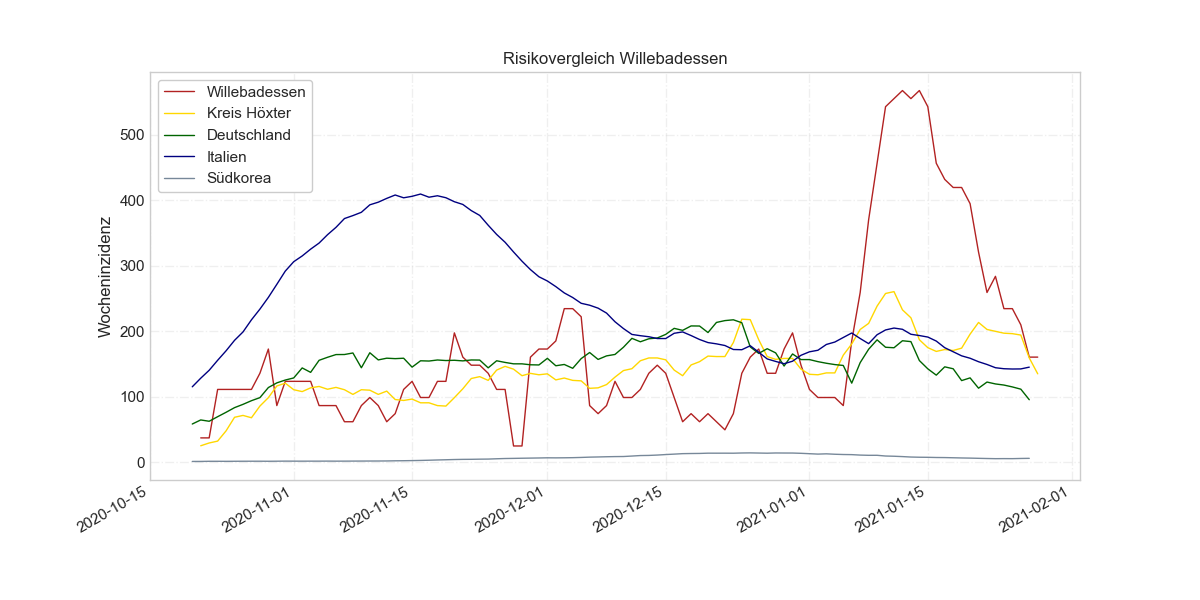 Risikovergleich Willebadessen
Willebadessen
Kreis Höxter
Deutschland
Italien
Südkorea
Wocheninzidenz
500
400
300
200
100
0
2020-10-15
2020-11-01
2020-11-15
2020-12-01
2020-12-15
2021-01-01
2021-01-15
2021-02-01